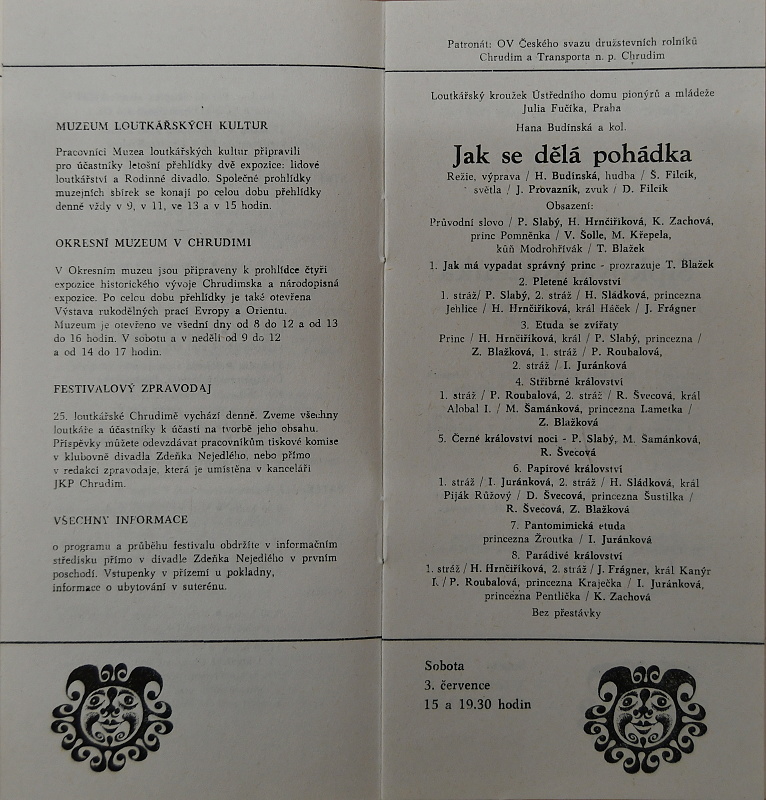 MUZEUM LOUTKÁŘSKÝCH KULTUR
Pracovníci Muzea loutkářských kultur připravili
pro účastníky letošní přehlídky dvě expozice: lidové
loutkářství a Rodinné divadlo. Společné prohlídky
muzejních sbírek se konají po celou dobu přehlídky
denně vždy v 9, v 11, ve 13 a v 15 hodin.
OKRESNÍ MUZEUM V CHRUDIMI
V Okresním muzeu jsou připraveny k prohlídce čtyři
expozice historického vývoje Chrudimska a národopisná
expozice. Po celou dobu přehlídky je také otevřena
Výstava rukodělných prací Evropy a Orientu.
Muzeum je otevřeno ve všední dny od 8 do 12 a od 13
do 16 hodin. V sobotu a v neděli od 9 do 12
a od 14 do 17 hodin.
FESTIVALOVÝ ZPRAVODAJ
25. loutkářské Chrudimě vychází denně. Zveme všechny
loutkáře a účastníky k účasti na tvorbě jeho obsahu.
Příspěvky můžete odevzdávat pracovníkům tiskové komise
v klubovně divadla Zdeňka Nejedlého, nebo přímo
v redakci zpravodaje, která je umístěna v kanceláři
JKP Chrudim.
VŠECHNY INFORMACE
o programu a průběhu festivalu obdržíte v informačním
středisku přímo v divadle Zdeňka Nejedlého v prvním
poschodí. Vstupenky v přízemí u pokladny,
informace o ubytování v suterénu.
Patronát: OV Českého svazu družstevních rolníků
Chrudim a Transporta n. p. Chrudim
Loutkářský kroužek Ústředního domu pionýrů a mládeže
Julia Fučíka, Praha
Hana Budínská a kol.
Jak se dělá pohádka
Režie, výprava / H. Budínská, hudba / Š. Filcík,
světla / J. Provazník, zvuk / D. Filcík
Obsazení:
Průvodní slovo / P. Slabý, H. Hrnčiříková, K. Zachová,
princ Pomněnka / V. Šolle, M. Křepela,
kůň Modrohřívák / T. Blažek
1. Jak má vypadat správný princ - prozrazuje T. Blažek
2. Pletené království
1. stráž/ P. Slabý, 2. stráž / H. Sládková, princezna
Jehlice / H. Hrnčiříková, král Háček / J. Frágner
3. Etuda se zvířaty
Princ / H. Hrnčiříková, král / P. Slabý, princezna /
Z. Blažková, 1. stráž / P. Roubalová,
2. stráž / I. Juránková
4. Stříbrné království
1. stráž / P. Roubalová, 2. stráž / R. Švecová, král
Alobal I. / M. Šamánková, princezna Lametka /
Z. Blažková
5. Černé království noci - P. Slabý, M. Šamánková,
R. Švecová
6. Papírové království
1. stráž / I. Juránková, 2. stráž / H. Sládková, král
Piják Růžový / D. Švecová, princezna Šustilka /
R. Švecová, Z. Blažková
7. Pantomimická etuda
princezna Žroutka / I. Juránková
8. Parádivé království
1. stráž / H. Hrnčiříková, 2. stráž / J. Frágner, král Kanýr
I. / P. Roubalová, princezna Kraječka / I. Juránková,
princezna Pentlička / K. Zachová
Bez přestávky
Sobota
3. července
15 a 19.30 hodin